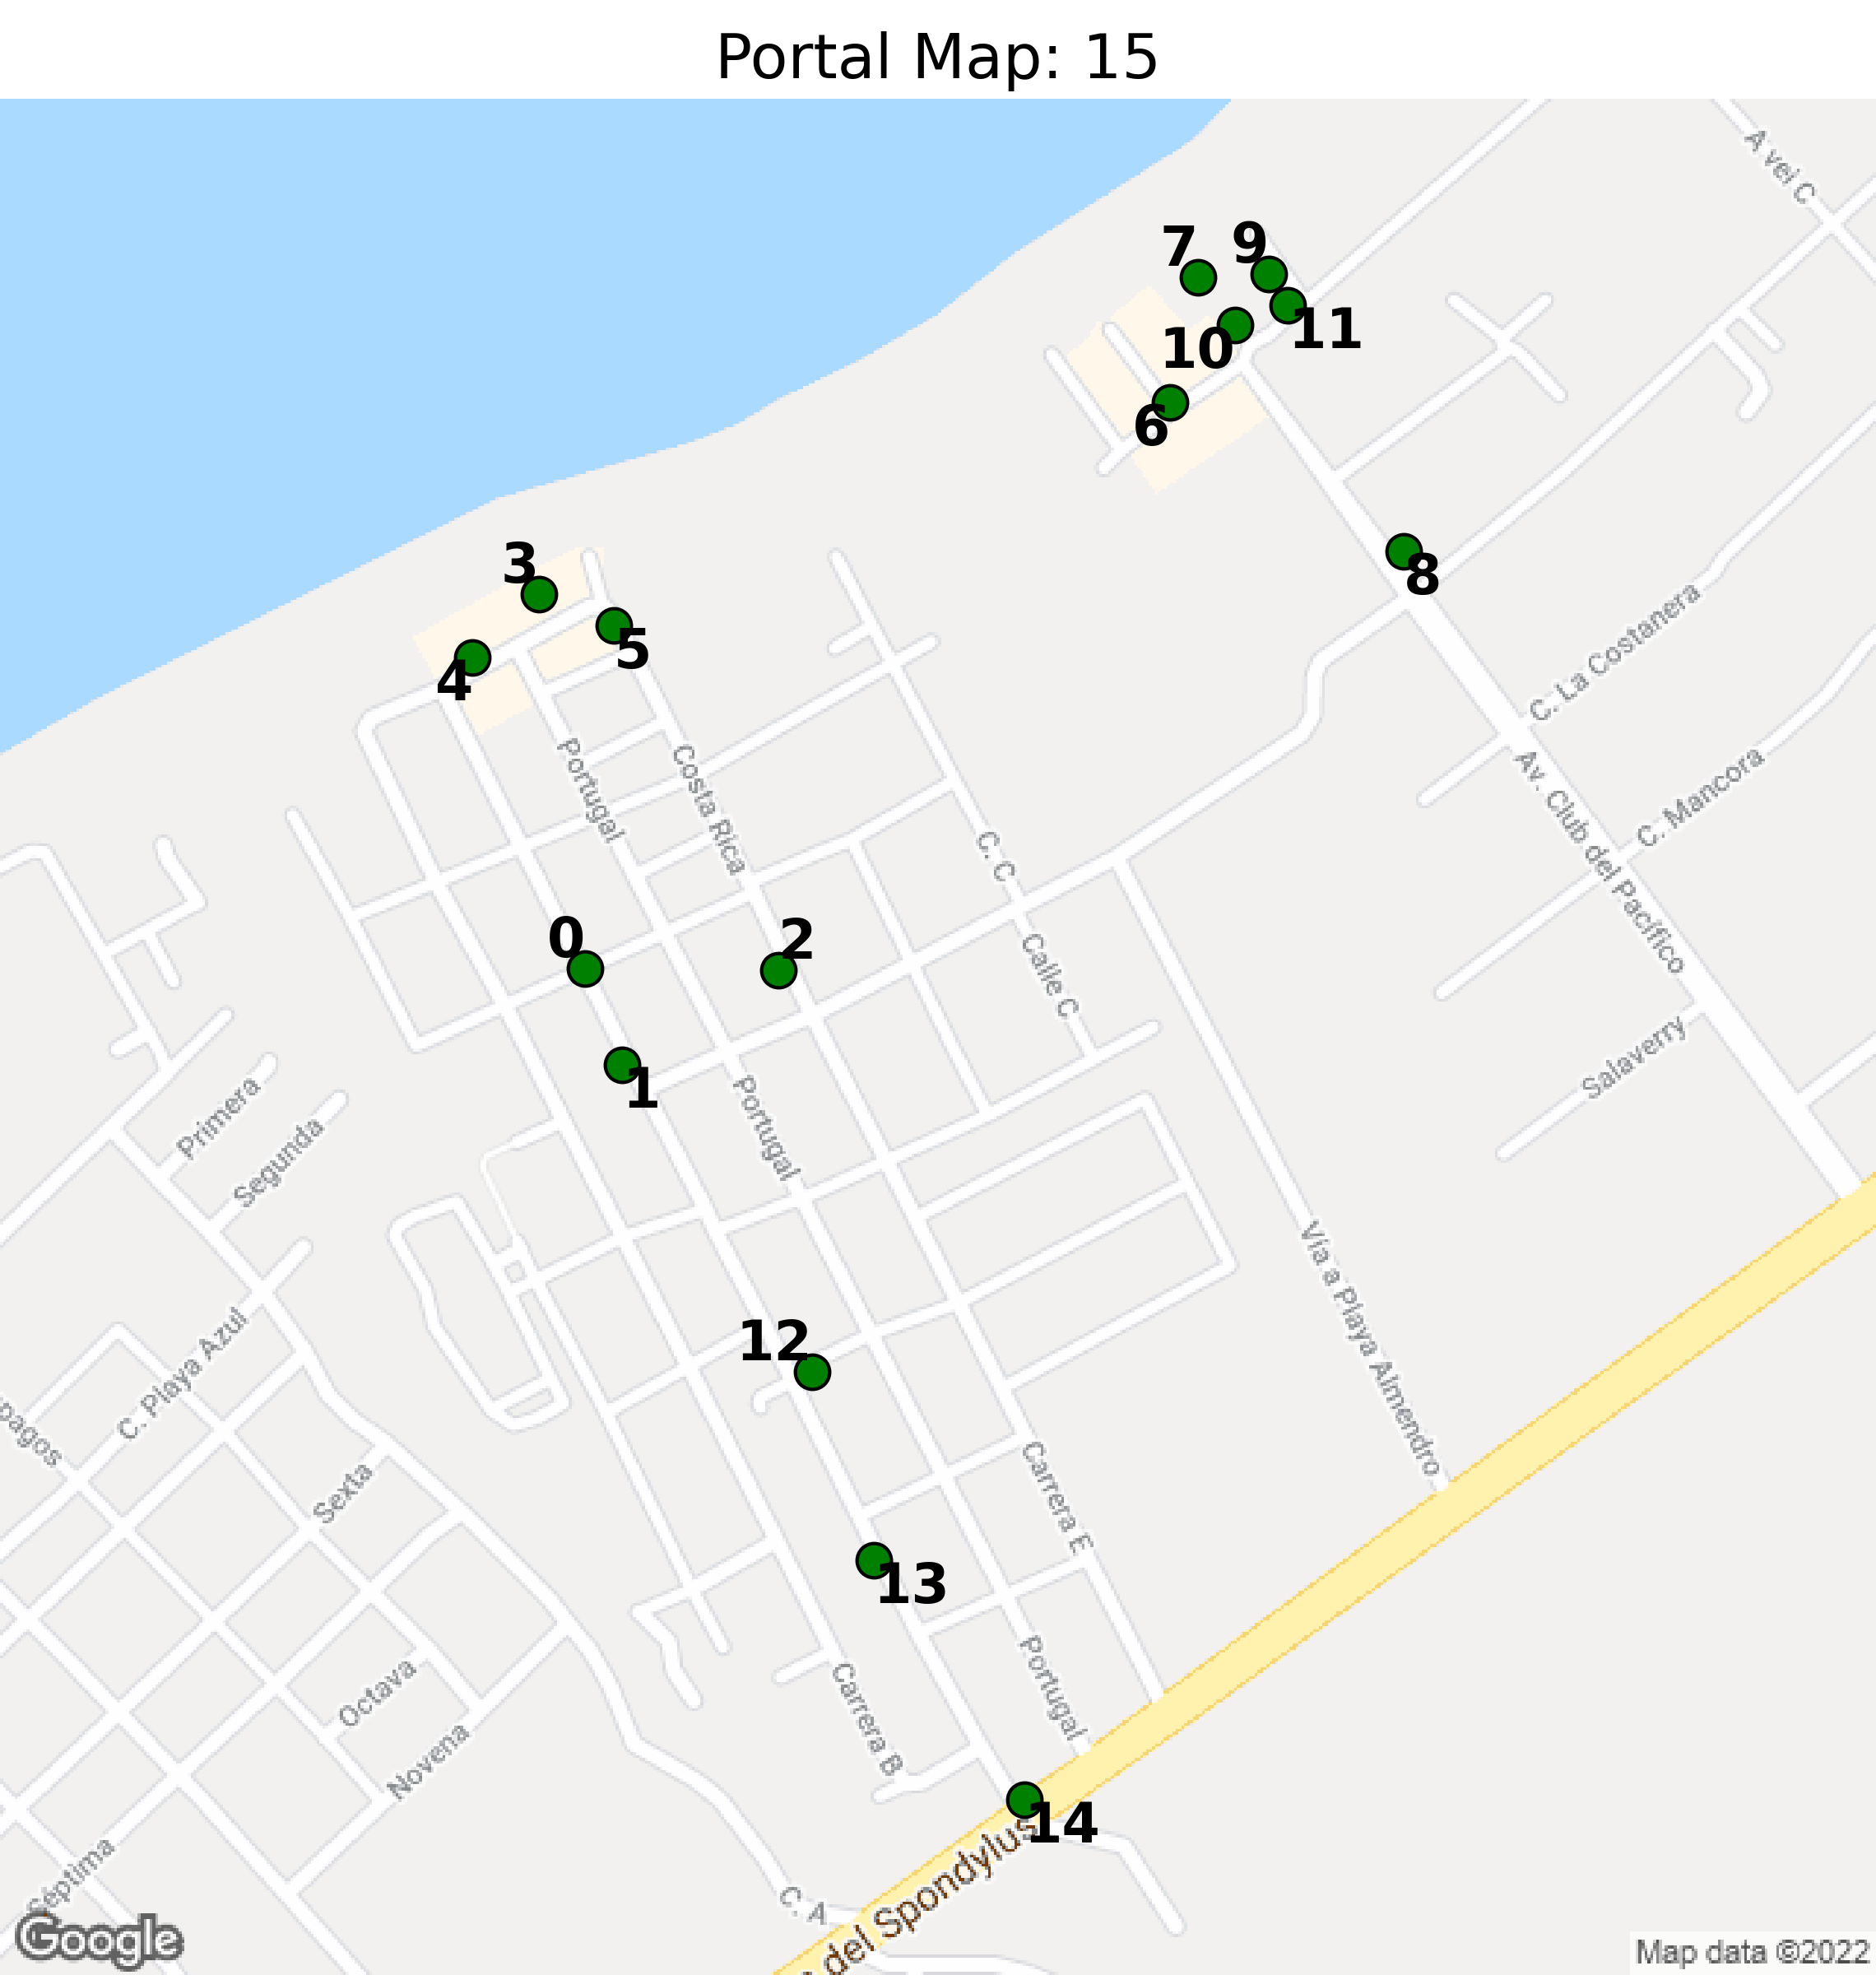 Portal Map: 15
A vei C
7
9
11
10
6
3
8
5
C. La Costanera
4
Portugal
Costa Rica
Av. Club del Pacífico
C. Mancora
C. C
0
2
Calle C
Salaverry
1
Primera
Portugal
Segunda
Vía a Playa Almendro
C. Playa Azul
12
pagos
Sexta
Carrera E
13
Portugal
Octava
Carrera B
Novena
14
Séptima
C. A
del Spondylus
Google
Map data ©2022